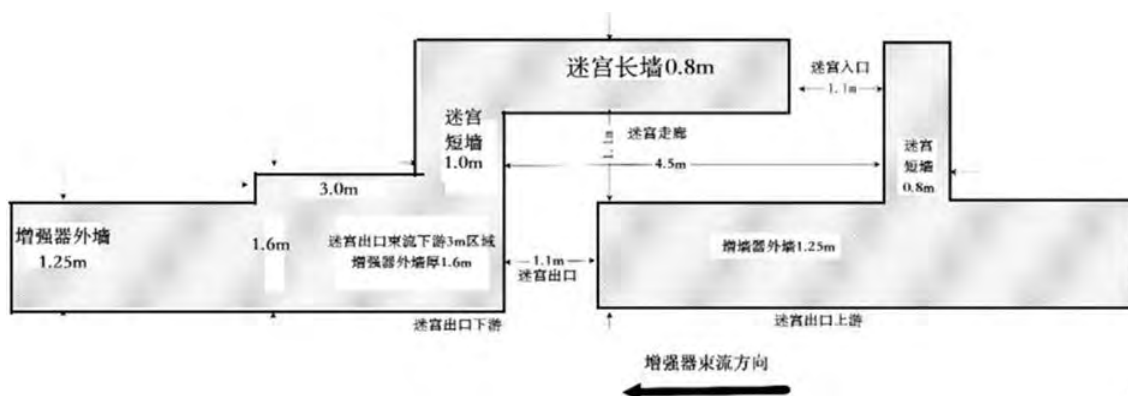 迷宫长墙0.8m
迷宫入口
1.1m
迷宫
短墙
1.0m
1.1m
迷宫走廊
4.5m
迷宫
短墙
0.8m
3.0m
增强器外墙
1.25m
1.6m
迷宫出口束流下游3m区域
增强器外墙厚1.6m
1.1m
迷宫出口
增墙器外墙1.25m
迷宫出口下游
迷宫出口上游
增强器束流方向